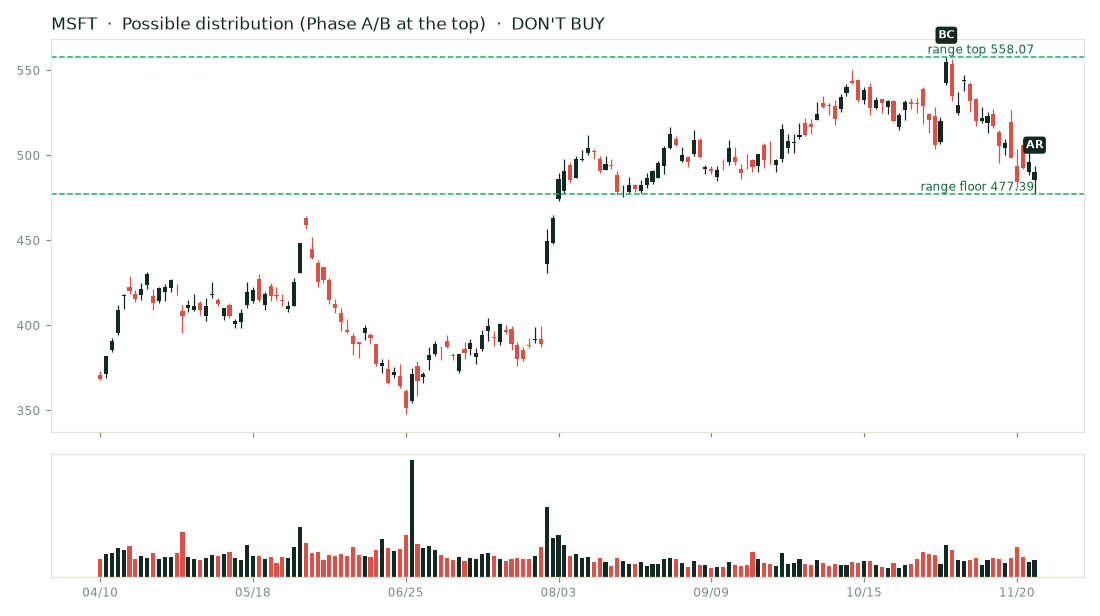 MSFT · Possible distribution (Phase A/B at the top) · DON'T BUY
BC
range top 558.07
550
AR
500
range floor 477.39
450
400
350
04/10 05/18 06/25 08/03 09/09 10/15 11/20